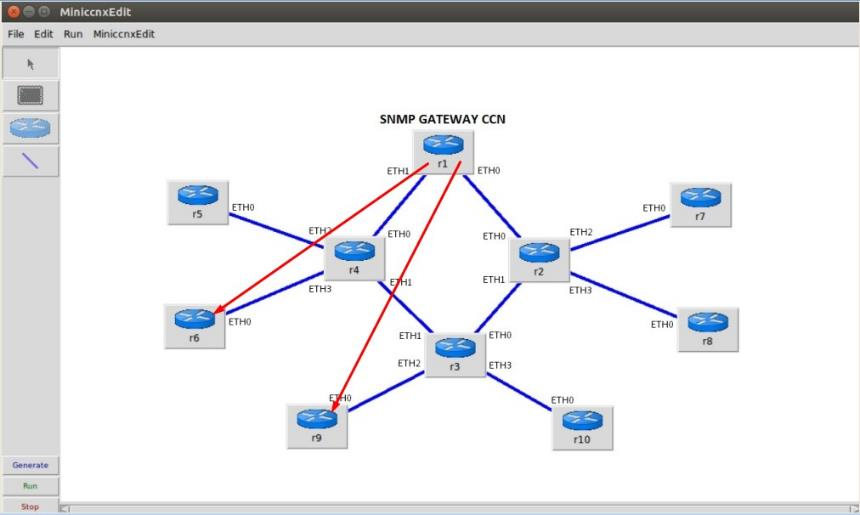 MiniccnxEdit
File Edit Run MiniccnxEdit
SNMP GATEWAY CCN
r1
ETH1
ETH0
r5
ETH0
r7
ETH0
ETH2
ETH0
r4
ETH0
ETH2
r2
ETH1
ETH3
ETH1
ETH3
r6
ETH0
r8
ETH0
ETH1
ETH0
r3
ETH2
ETH3
ETH0
r9
ETH0
r10
Generate
Run
Stop